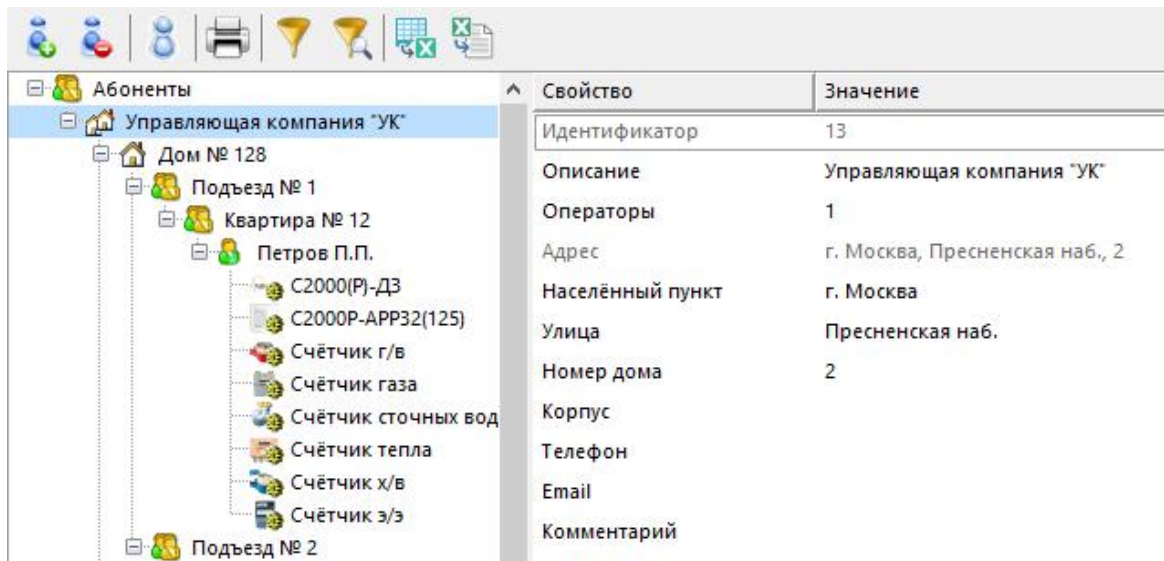 Абоненты
Управляющая компания "УК"
Дом № 128
Подъезд № 1
Квартира № 12
Петров П.П.
С2000(Р)-ДЗ
С2000Р-АРР32(125)
Счётчик г/в
Счётчик газа
Счётчик сточных вод
Счётчик тепла
Счётчик х/в
Счётчик э/э
Подъезд № 2
Свойство Значение
Идентификатор 13
Описание Управляющая компания "УК"
Операторы 1
Адрес г. Москва, Пресненская наб., 2
Населённый пункт г. Москва
Улица Пресненская наб.
Номер дома 2
Корпус
Телефон
Email
Комментарий